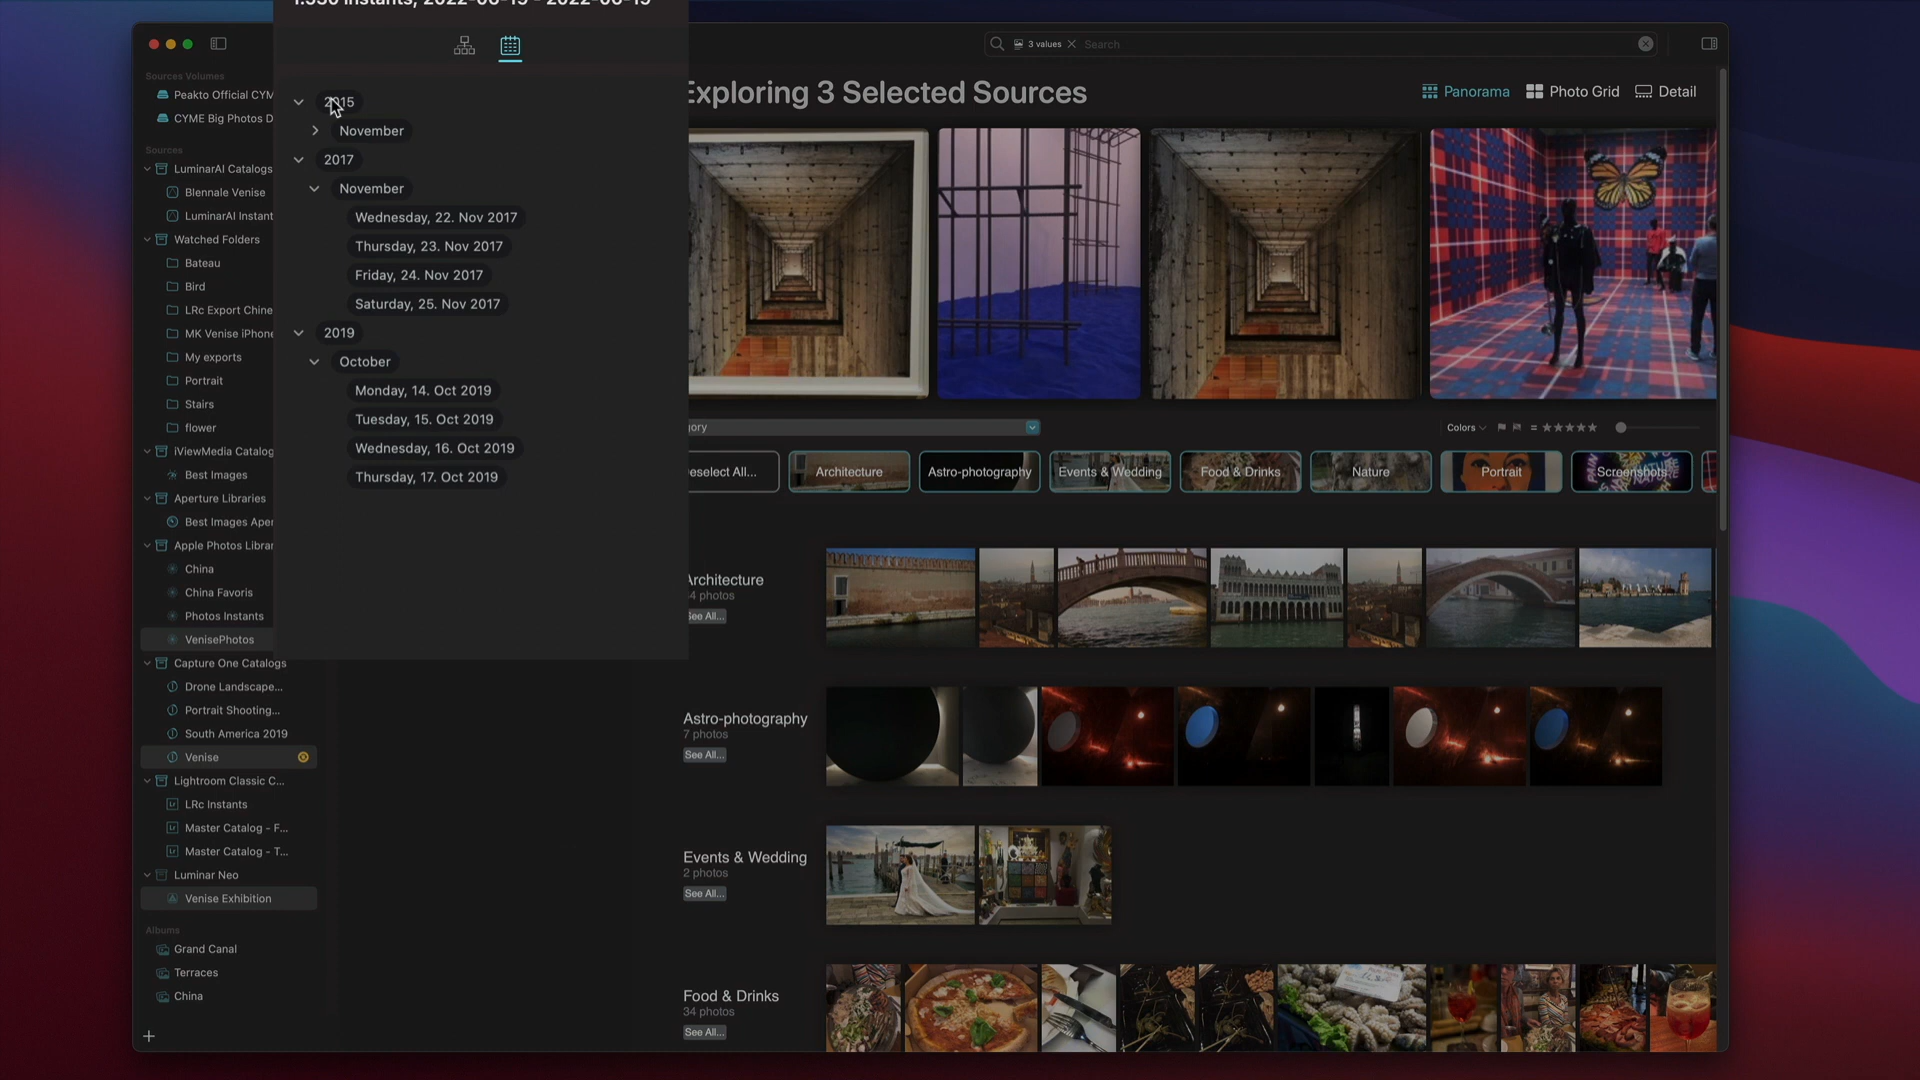 3 values
Search
Sources Volumes
Peakto Official CYM
CYME Big Photos D
Sources
LuminarAI Catalogs
BIennale Venise
LuminarAI Instant
Watched Folders
Bateau
Bird
LRc Export Chine
MK Venise iPhone
My exports
Portrait
Stairs
flower
iViewMedia Catalog
Best Images
Aperture Libraries
Best Images Aper
Apple Photos Librar
China
China Favoris
Photos Instants
VenisePhotos
Capture One Catalogs
Drone Landscape...
Portrait Shooting...
South America 2019
Venise
Lightroom Classic C...
LRc Instants
Master Catalog - F...
Master Catalog - T...
Luminar Neo
Venise Exhibition
Albums
Grand Canal
Terraces
China
2015
November
2017
November
Wednesday, 22. Nov 2017
Thursday, 23. Nov 2017
Friday, 24. Nov 2017
Saturday, 25. Nov 2017
2019
October
Monday, 14. Oct 2019
Tuesday, 15. Oct 2019
Wednesday, 16. Oct 2019
Thursday, 17. Oct 2019
Exploring 3 Selected Sources
Panorama
Photo Grid
Detail
ory
Colors
eselect All...
Architecture
Astro-photography
Events & Wedding
Food & Drinks
Nature
Portrait
Screenshots
Architecture
4 photos
See All...
Astro-photography
7 photos
See All...
Events & Wedding
2 photos
See All...
Food & Drinks
34 photos
See All...